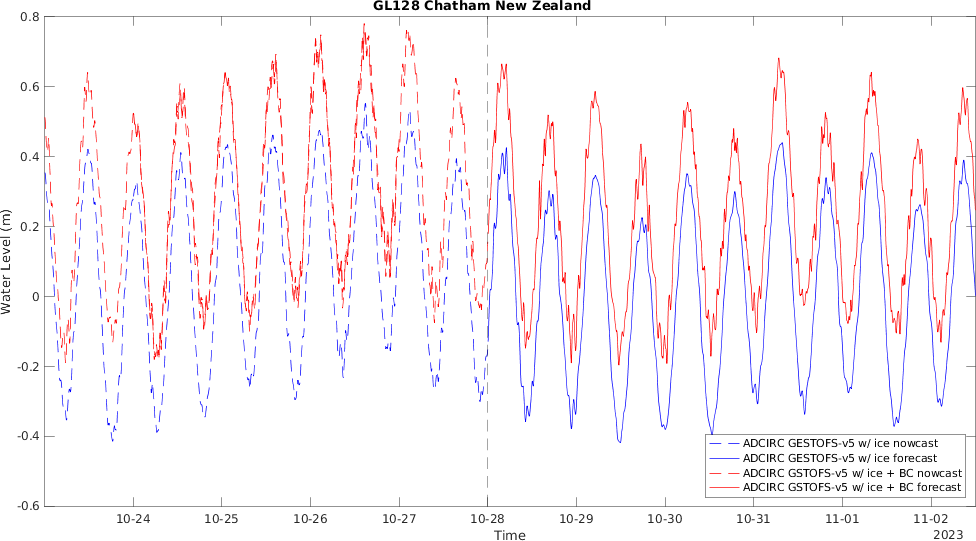 GL128 Chatham New Zealand
0.8
0.6
0.4
0.2
0
-0.2
-0.4
-0.6
Water Level (m)
10-24
10-25
10-26
10-27
10-28
10-29
10-30
10-31
11-01
11-02
Time
2023
ADCIRC GESTOFS-v5 w/ ice nowcast
ADCIRC GESTOFS-v5 w/ ice forecast
ADCIRC GSTOFS-v5 w/ ice + BC nowcast
ADCIRC GSTOFS-v5 w/ ice + BC forecast